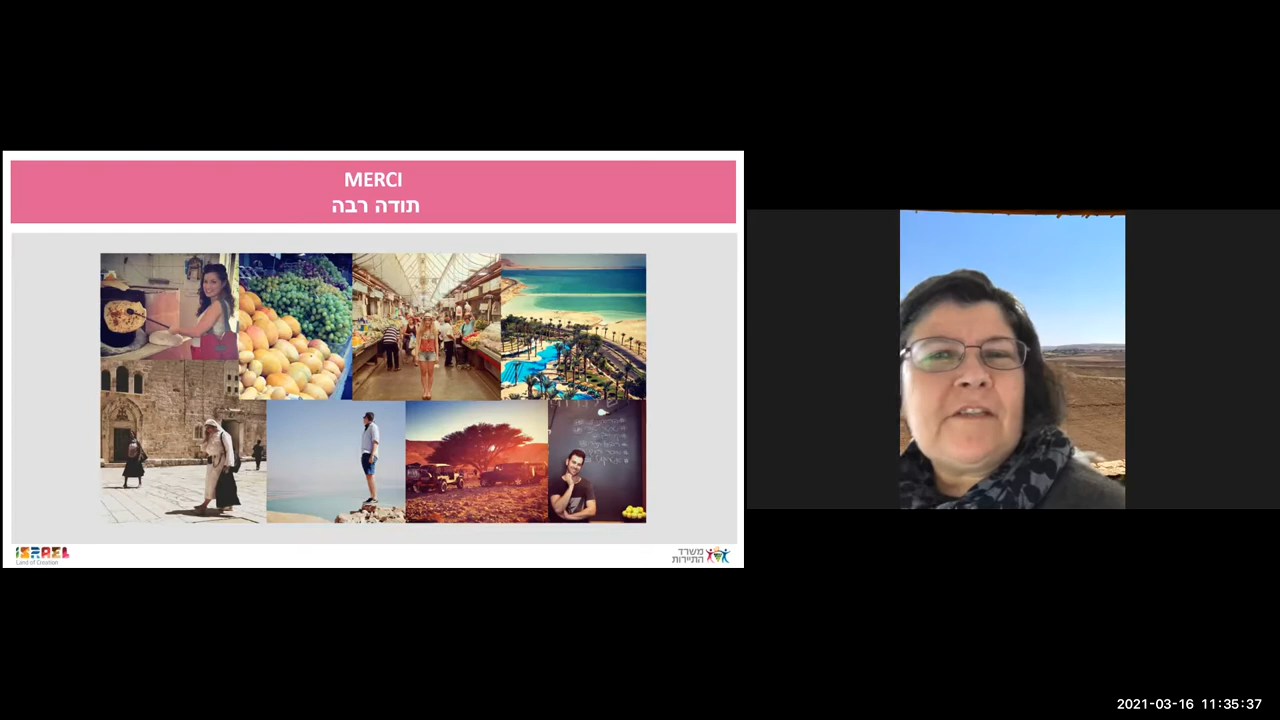 MERCI
תודה רבה
ISRAEL
Land of Creation
משרד
התיירות
2021-03-16 11:35:37